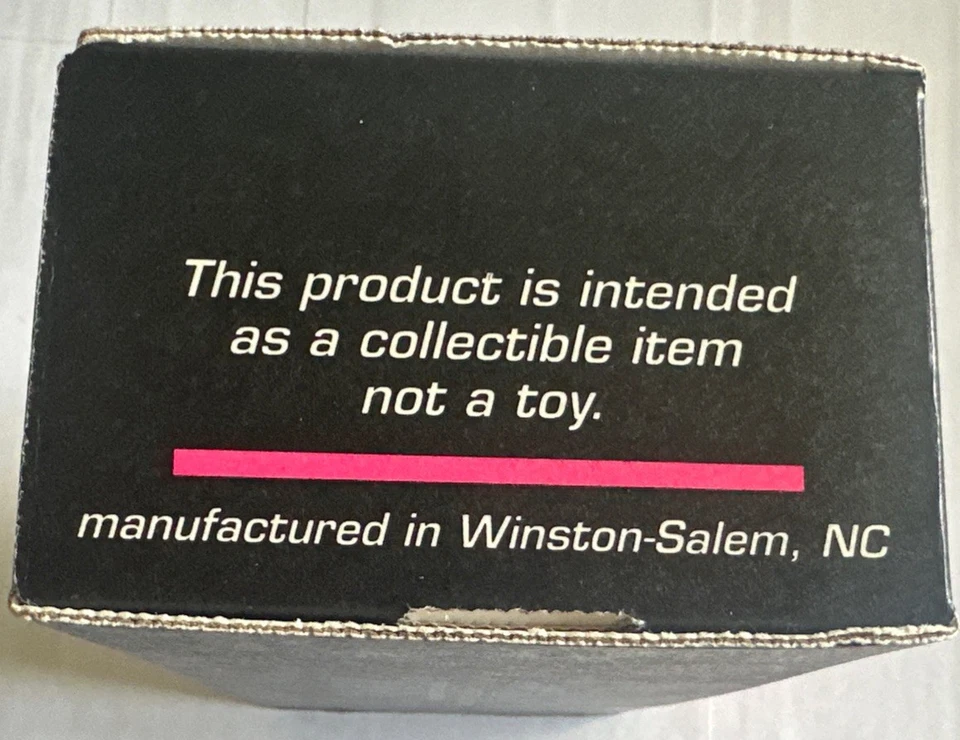 This product is intended
as a collectible item
not a toy.
manufactured in Winston-Salem, NC